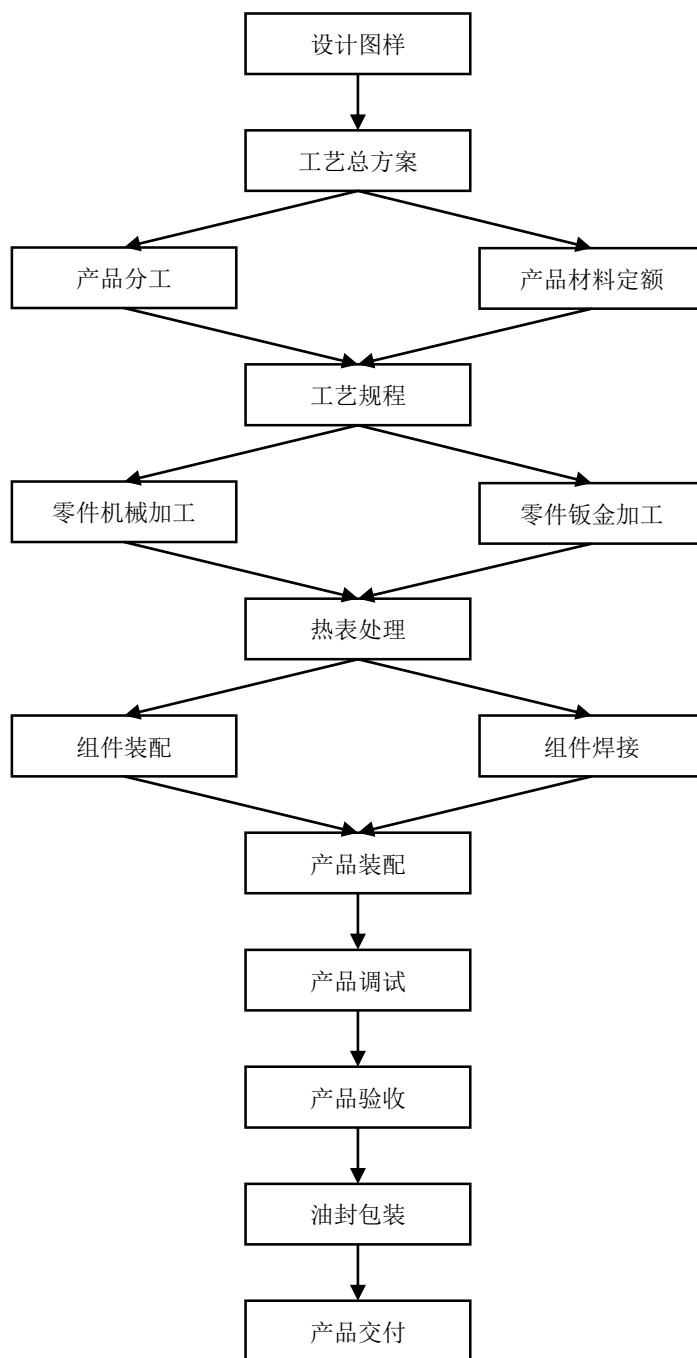 设计图样
工艺总方案
产品分工
产品材料定额
工艺规程
零件机械加工
零件钣金加工
热表处理
组件装配
组件焊接
产品装配
产品调试
产品验收
油封包装
产品交付